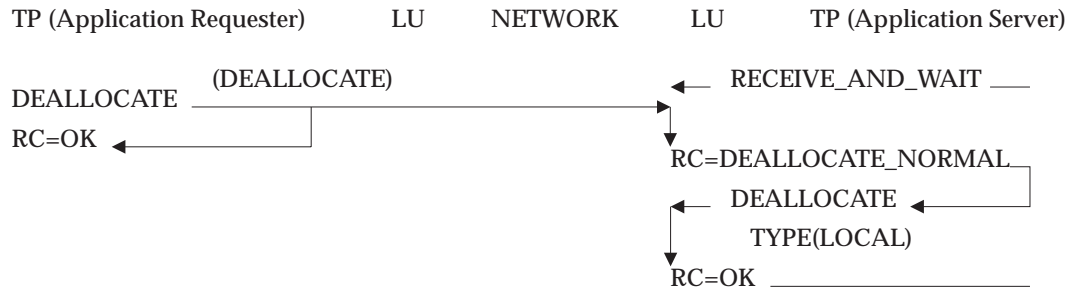 TP (Application Requester) LU NETWORK LU TP (Application Server)
(DEALLOCATE) RECEIVE_AND_WAIT
DEALLOCATE
RC=OK
RC=DEALLOCATE_NORMAL
DEALLOCATE
TYPE(LOCAL)
RC=OK